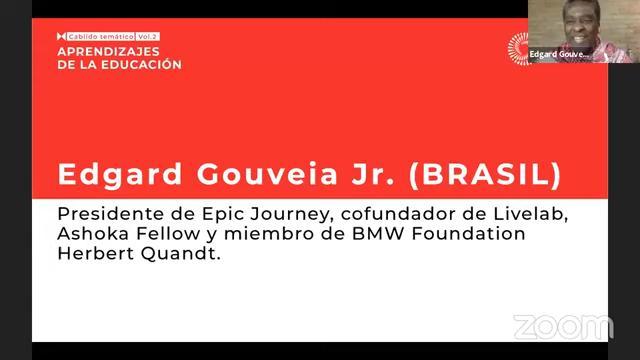 Cabildo temático Vol.2
APRENDIZAJES
DE LA EDUCACIÓN
Edgard Gouve...
Edgard Gouveia Jr. (BRASIL)
Presidente de Epic Journey, cofundador de Livelab,
Ashoka Fellow y miembro de BMW Foundation
Herbert Quandt.
zoom